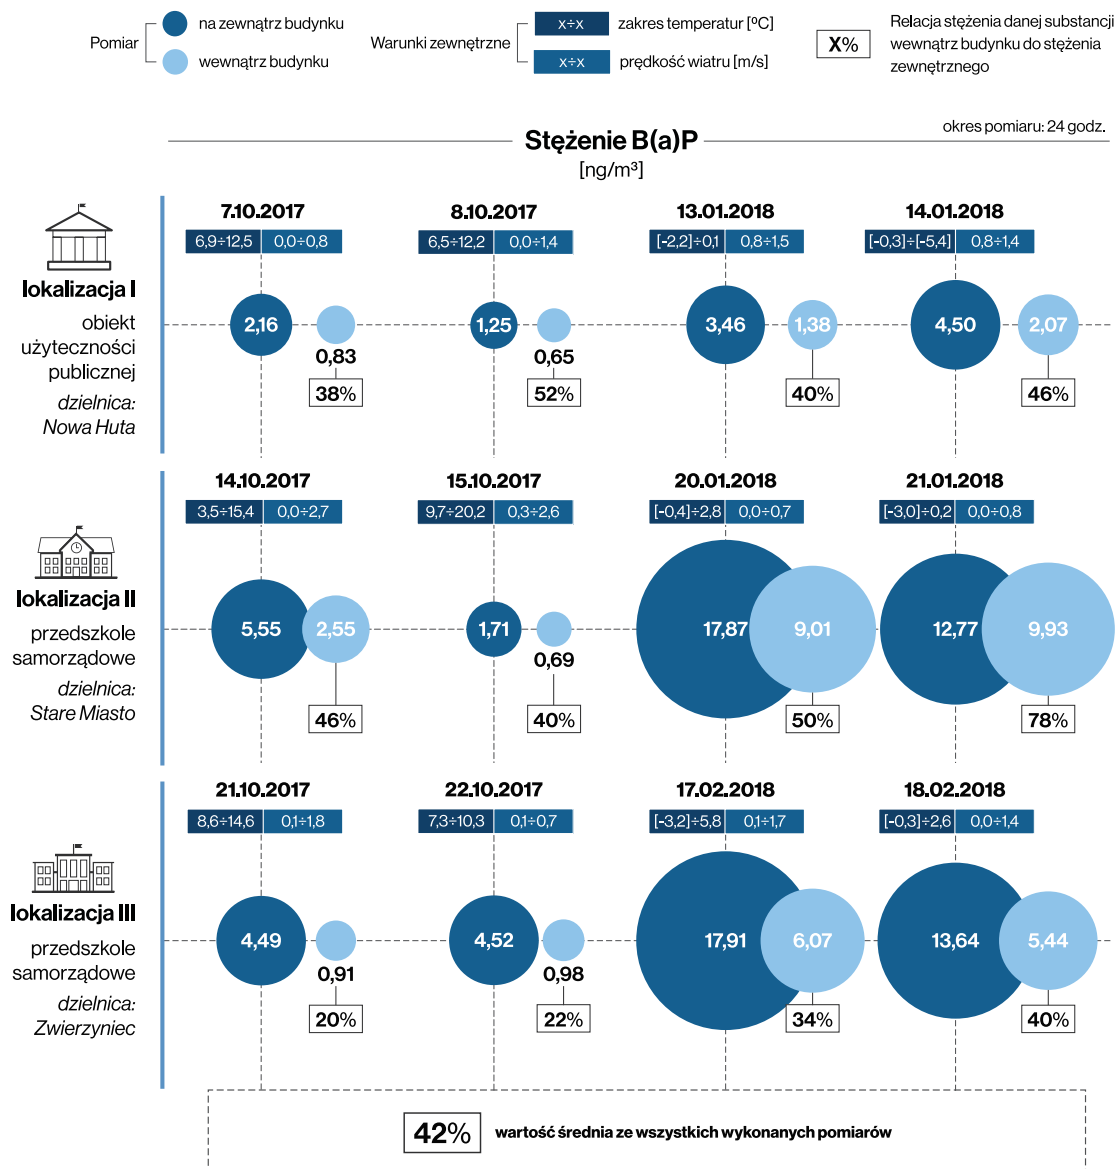 Pomiar
na zewnątrz budynku
wewnątrz budynku
Warunki zewnętrzne
x÷x
zakres temperatur [ºC]
x÷x
prędkość wiatru [m/s]
X%
Relacja stężenia danej substancji
wewnątrz budynku do stężenia
zewnętrznego
Stężenie B(a)P
[ng/m³]
okres pomiaru: 24 godz.
lokalizacja I
obiekt
użyteczności
publicznej
dzielnica:
Nowa Huta
7.10.2017
6,9÷12,5 0,0÷0,8
2,16
0,83
38%
8.10.2017
6,5÷12,2 0,0÷1,4
1,25
0,65
52%
13.01.2018
[-2,2]÷0,1 0,8÷1,5
3,46
1,38
40%
14.01.2018
[-0,3]÷[-5,4] 0,8÷1,4
4,50
2,07
46%
lokalizacja II
przedszkole
samorządowe
dzielnica:
Stare Miasto
14.10.2017
3,5÷15,4 0,0÷2,7
5,55
2,55
46%
15.10.2017
9,7÷20,2 0,3÷2,6
1,71
0,69
40%
20.01.2018
[-0,4]÷2,8 0,0÷0,7
17,87
9,01
50%
21.01.2018
[-3,0]÷0,2 0,0÷0,8
12,77
9,93
78%
lokalizacja III
przedszkole
samorządowe
dzielnica:
Zwierzyniec
21.10.2017
8,6÷14,6 0,1÷1,8
4,49
0,91
20%
22.10.2017
7,3÷10,3 0,1÷0,7
4,52
0,98
22%
17.02.2018
[-3,2]÷5,8 0,1÷1,7
17,91
6,07
34%
18.02.2018
[-0,3]÷2,6 0,0÷1,4
13,64
5,44
40%
42% wartość średnia ze wszystkich wykonanych pomiarów